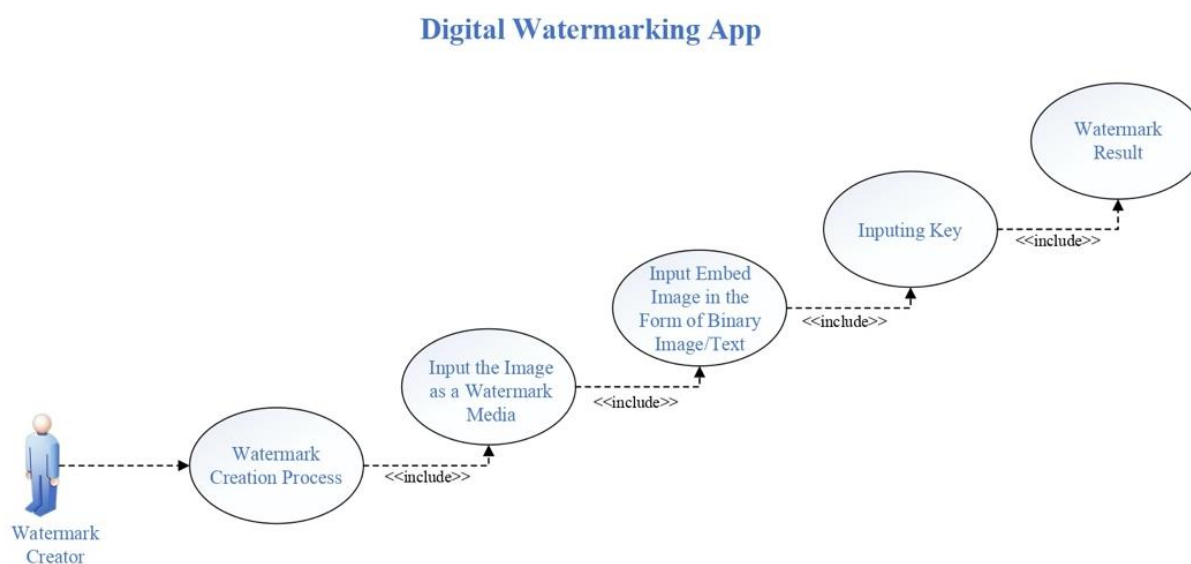 Digital Watermarking App
Watermark
Result
Inputing Key
<<include>>
Input Embed
Image in the
Form of Binary
Image/Text
<<include>>
Input the Image
as a Watermark
Media
<<include>>
Watermark
Creation Process
<<include>>
Watermark
Creator